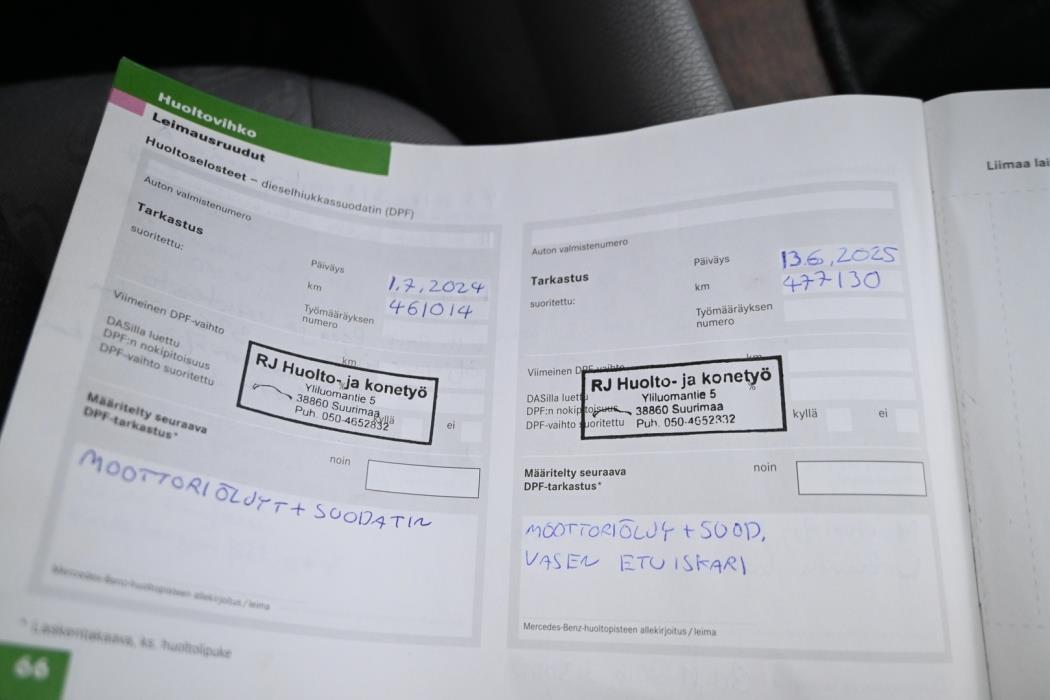 Huoltovihko
Leimausruudut
Huoltoselosteet – dieselhiukkassuodatin (DPF)
Auton valmistenumero
Tarkastus
suoritettu:
Päiväys 1.7.2024
km 461014
Työmääräyksen
numero
Viimeinen DPF-vaihto km
DASilla luettu
DPF:n nokipitoisuus
DPF-vaihto suoritettu kyllä ei
RJ Huolto- ja konetyö
Yliluomantie 5
38860 Suurimaa
Puh. 050-4652332
Määritelty seuraava
DPF-tarkastus*
noin
MOOTTORIÖLJYT + SUODATIN
Mercedes-Benz-huoltopisteen allekirjoitus / leima
* Laskentakaava, ks. huoltolipuke
66
Auton valmistenumero
Tarkastus
suoritettu:
Päiväys 13.6.2025
km 477130
Työmääräyksen
numero
Viimeinen DPF-vaihto km
DASilla luettu
DPF:n nokipitoisuus
DPF-vaihto suoritettu kyllä ei
RJ Huolto- ja konetyö
Yliluomantie 5
38860 Suurimaa
Puh. 050-4652332
Määritelty seuraava
DPF-tarkastus*
noin
MOOTTORIÖLJY + SUOD.
VASEN ETU ISKARI
Mercedes-Benz-huoltopisteen allekirjoitus / leima
Liimaa